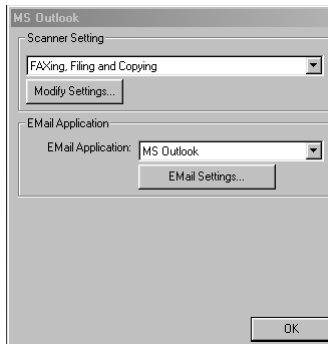 MS Outlook
Scanner Setting
FAXing, Filing and Copying
Modify Settings...
EMail Application
EMail Application: MS Outlook
EMail Settings...
OK